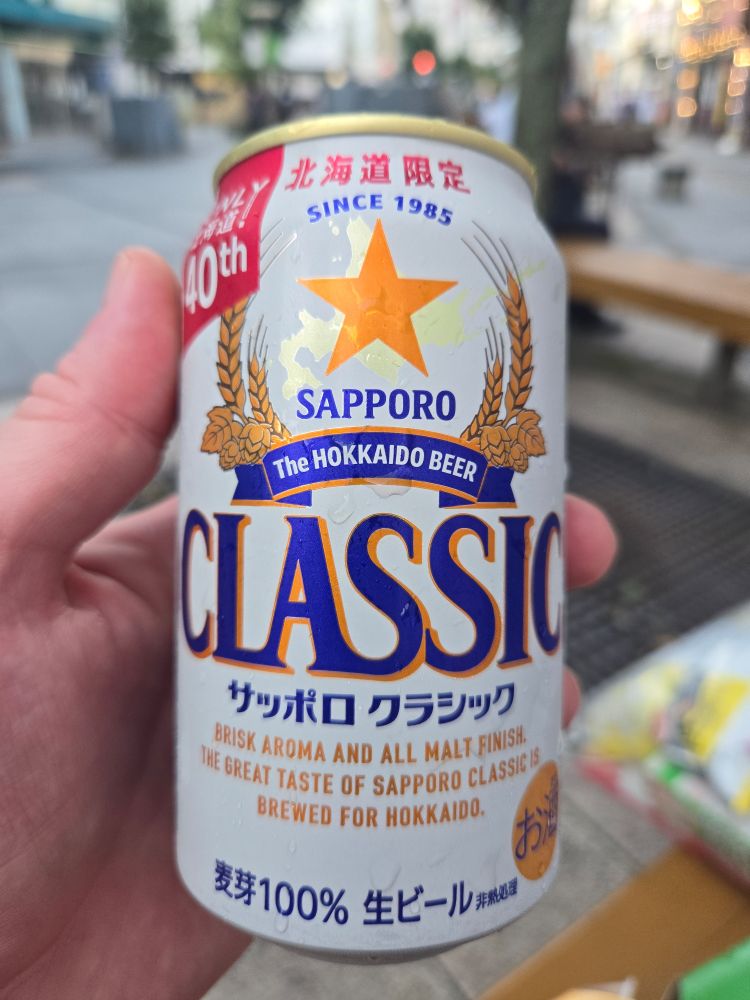 北海道限定
SINCE 1985
40th
SAPPORO
The HOKKAIDO BEER
CLASSIC
サッポロ クラシック
BRISK AROMA AND ALL MALT FINISH.
THE GREAT TASTE OF SAPPORO CLASSIC IS
BREWED FOR HOKKAIDO.
お酒
麦芽100% 生ビール 非熱処理